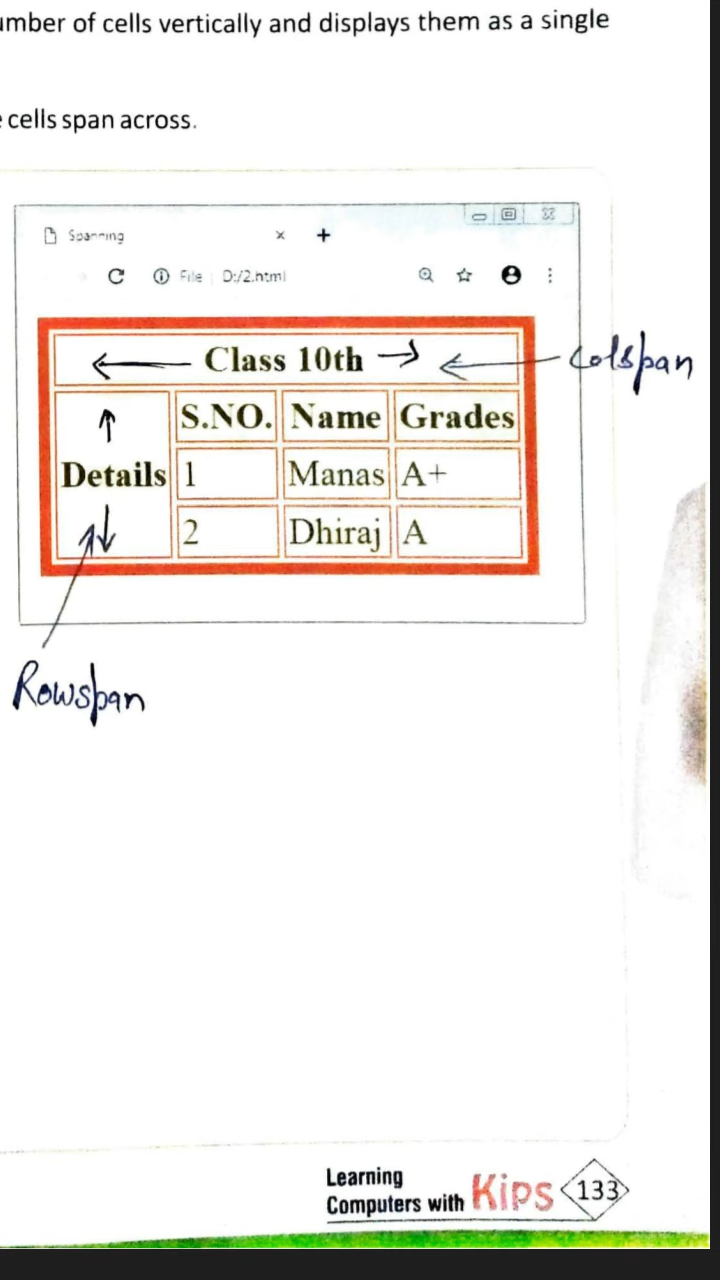 umber of cells vertically and displays them as a single
cells span across.
Spanning × +
File D:/2.html
Class 10th
colspan
S.NO. Name Grades
Details 1 Manas A+
2 Dhiraj A
Rowspan
Learning
Computers with Kips 133